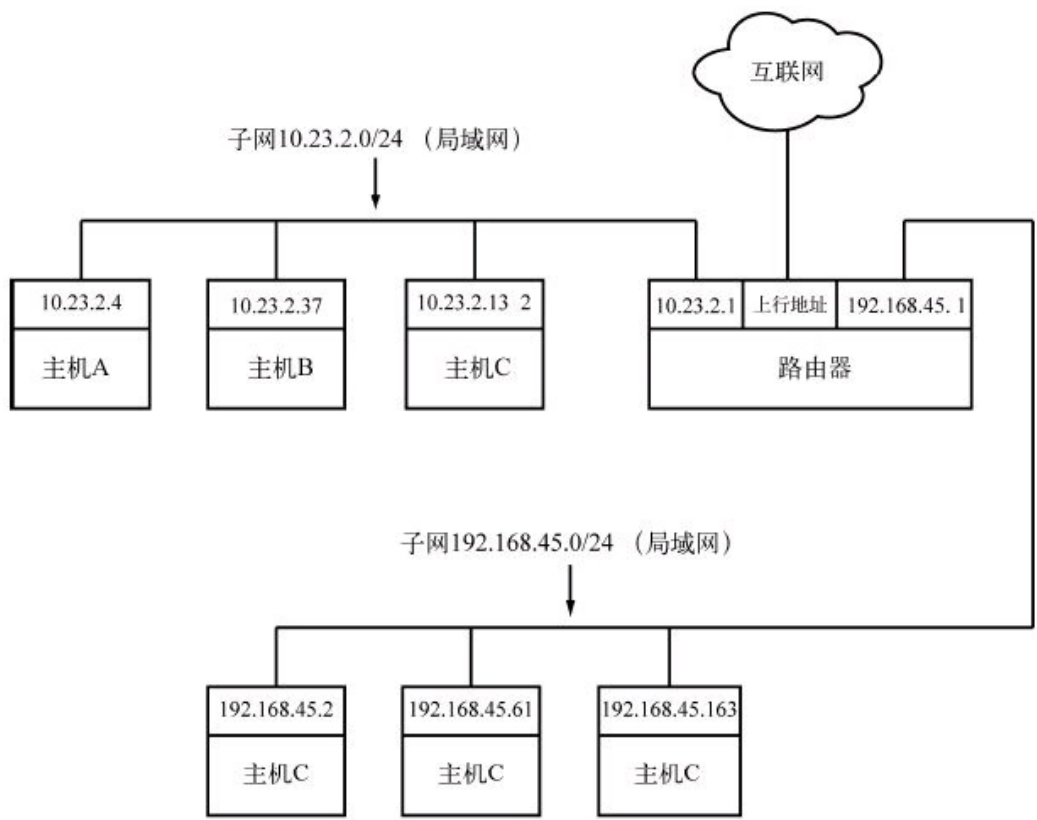 互联网
子网10.23.2.0/24 （局域网）
10.23.2.4
10.23.2.37
10.23.2.13 2
10.23.2.1
上行地址
192.168.45. 1
主机A
主机B
主机C
路由器
子网192.168.45.0/24 （局域网）
192.168.45.2
192.168.45.61
192.168.45.163
主机C
主机C
主机C